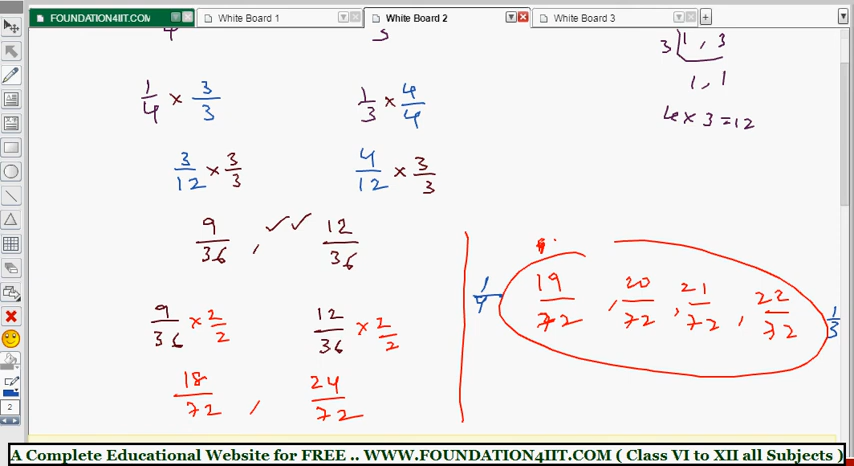 FOUNDATION4IIT.COM White Board 1 White Board 2 White Board 3 +
4 3
3 | 1 , 3
1 , 1
4 × 3 = 12
1/4 × 3/3 1/3 × 4/4
3/12 × 3/3 4/12 × 3/3
9/36 , ✓✓ 12/36
9/36 × 2/2 12/36 × 2/2
18/72 , 24/72
1/4 19/72 , 20/72 , 21/72 , 22/72 1/3
2
A Complete Educational Website for FREE .. WWW.FOUNDATION4IIT.COM ( Class VI to XII all Subjects )